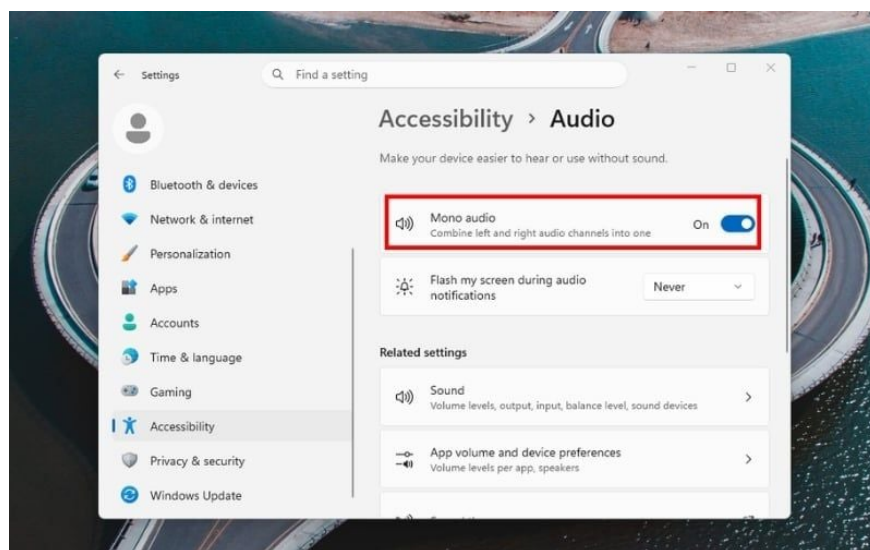 Settings
Find a setting
Bluetooth & devices
Network & internet
Personalization
Apps
Accounts
Time & language
Gaming
Accessibility
Privacy & security
Windows Update
Accessibility > Audio
Make your device easier to hear or use without sound.
Mono audio
Combine left and right audio channels into one
On
Flash my screen during audio
notifications
Never
Related settings
Sound
Volume levels, output, input, balance level, sound devices
App volume and device preferences
Volume levels per app, speakers